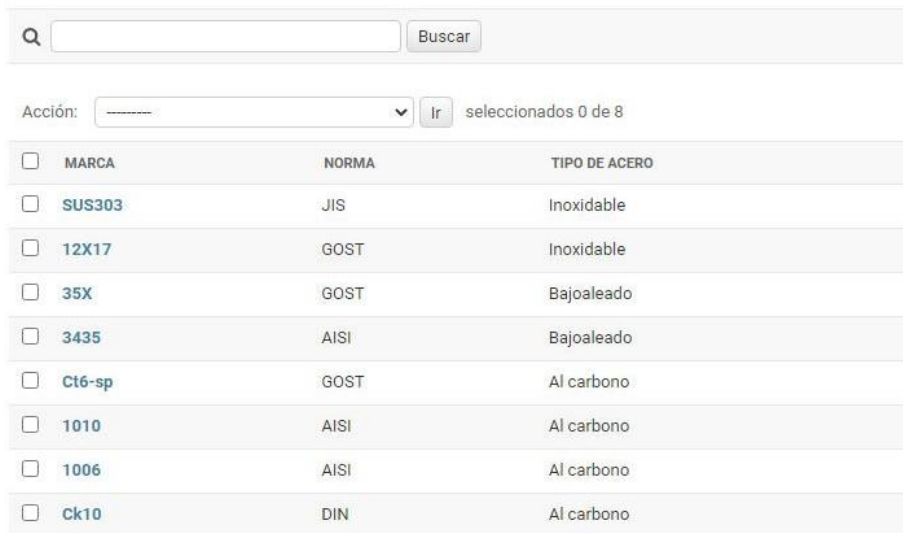 Buscar
Acción: --------- Ir seleccionados 0 de 8
MARCA NORMA TIPO DE ACERO
SUS303 JIS Inoxidable
12X17 GOST Inoxidable
35X GOST Bajoaleado
3435 AISI Bajoaleado
Ct6-sp GOST Al carbono
1010 AISI Al carbono
1006 AISI Al carbono
Ck10 DIN Al carbono